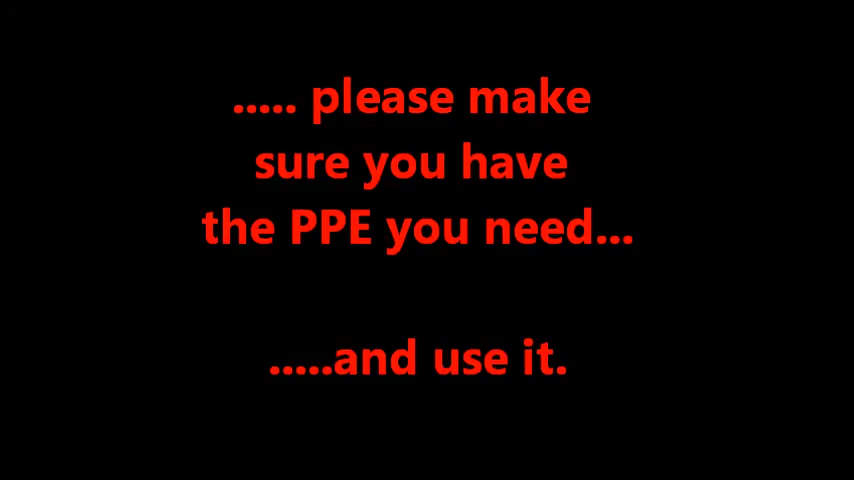 ..... please make
sure you have
the PPE you need...
.....and use it.